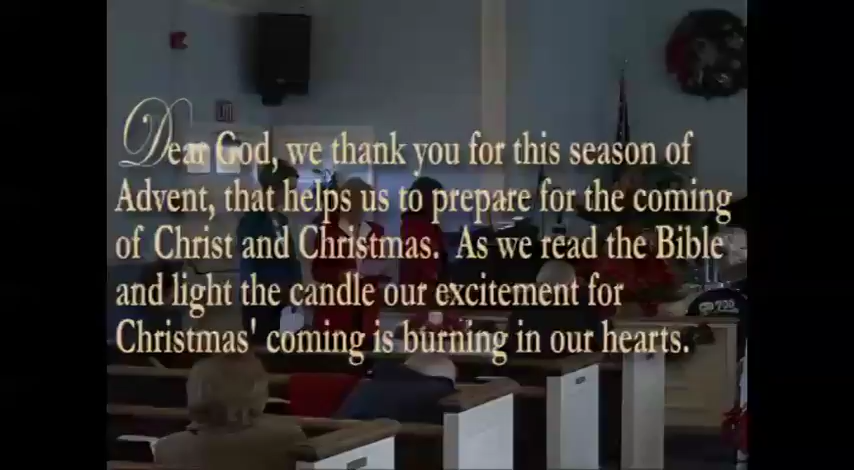 Dear God, we thank you for this season of
Advent, that helps us to prepare for the coming
of Christ and Christmas. As we read the Bible
and light the candle our excitement for
Christmas' coming is burning in our hearts.